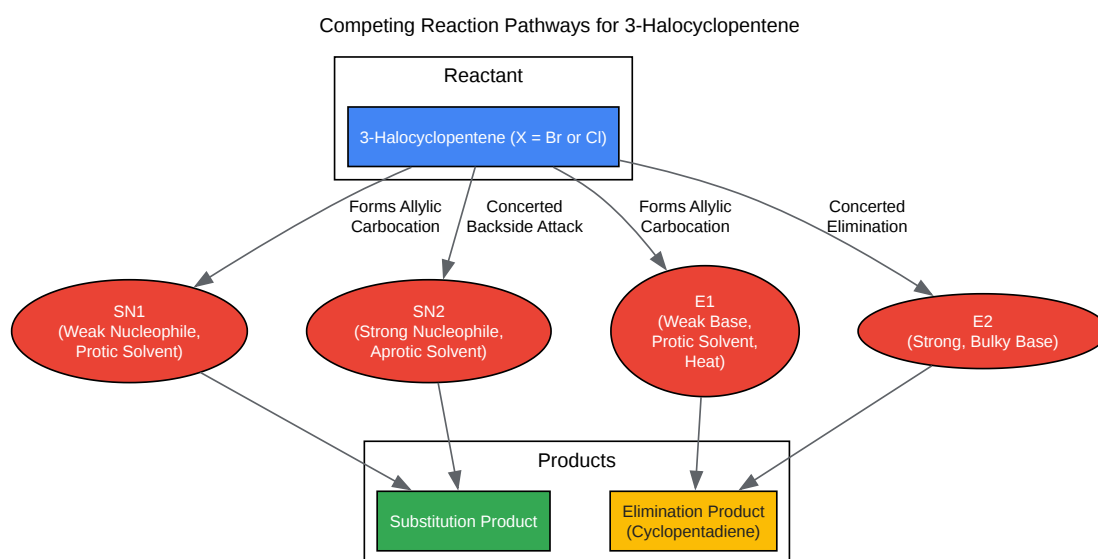 Competing Reaction Pathways for 3-Halocyclopentene
Reactant
3-Halocyclopentene (X = Br or Cl)
Forms Allylic
Carbocation
Concerted
Backside Attack
Forms Allylic
Carbocation
Concerted
Elimination
SN1
(Weak Nucleophile,
Protic Solvent)
SN2
(Strong Nucleophile,
Aprotic Solvent)
E1
(Weak Base,
Protic Solvent,
Heat)
E2
(Strong, Bulky Base)
Products
Substitution Product
Elimination Product
(Cyclopentadiene)